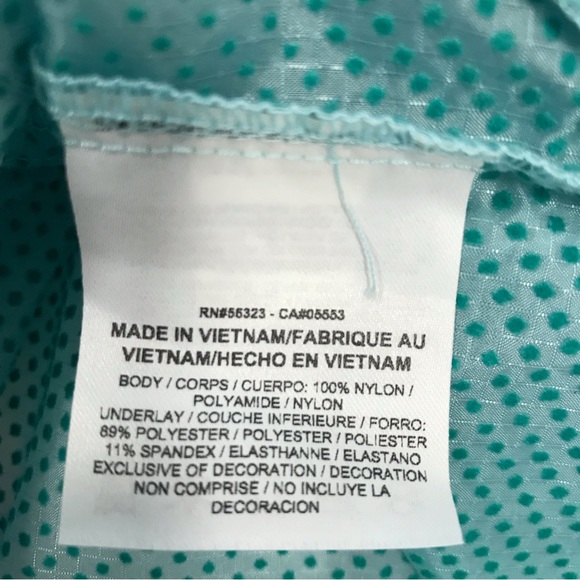 RN#56323 - CA#05553
MADE IN VIETNAM/FABRIQUE AU
VIETNAM/HECHO EN VIETNAM
BODY / CORPS / CUERPO: 100% NYLON /
POLYAMIDE / NYLON
UNDERLAY / COUCHE INFERIEURE / FORRO:
89% POLYESTER / POLYESTER / POLIESTER
11% SPANDEX / ELASTHANNE / ELASTANO
EXCLUSIVE OF DECORATION / DECORATION
NON COMPRISE / NO INCLUYE LA
DECORACION